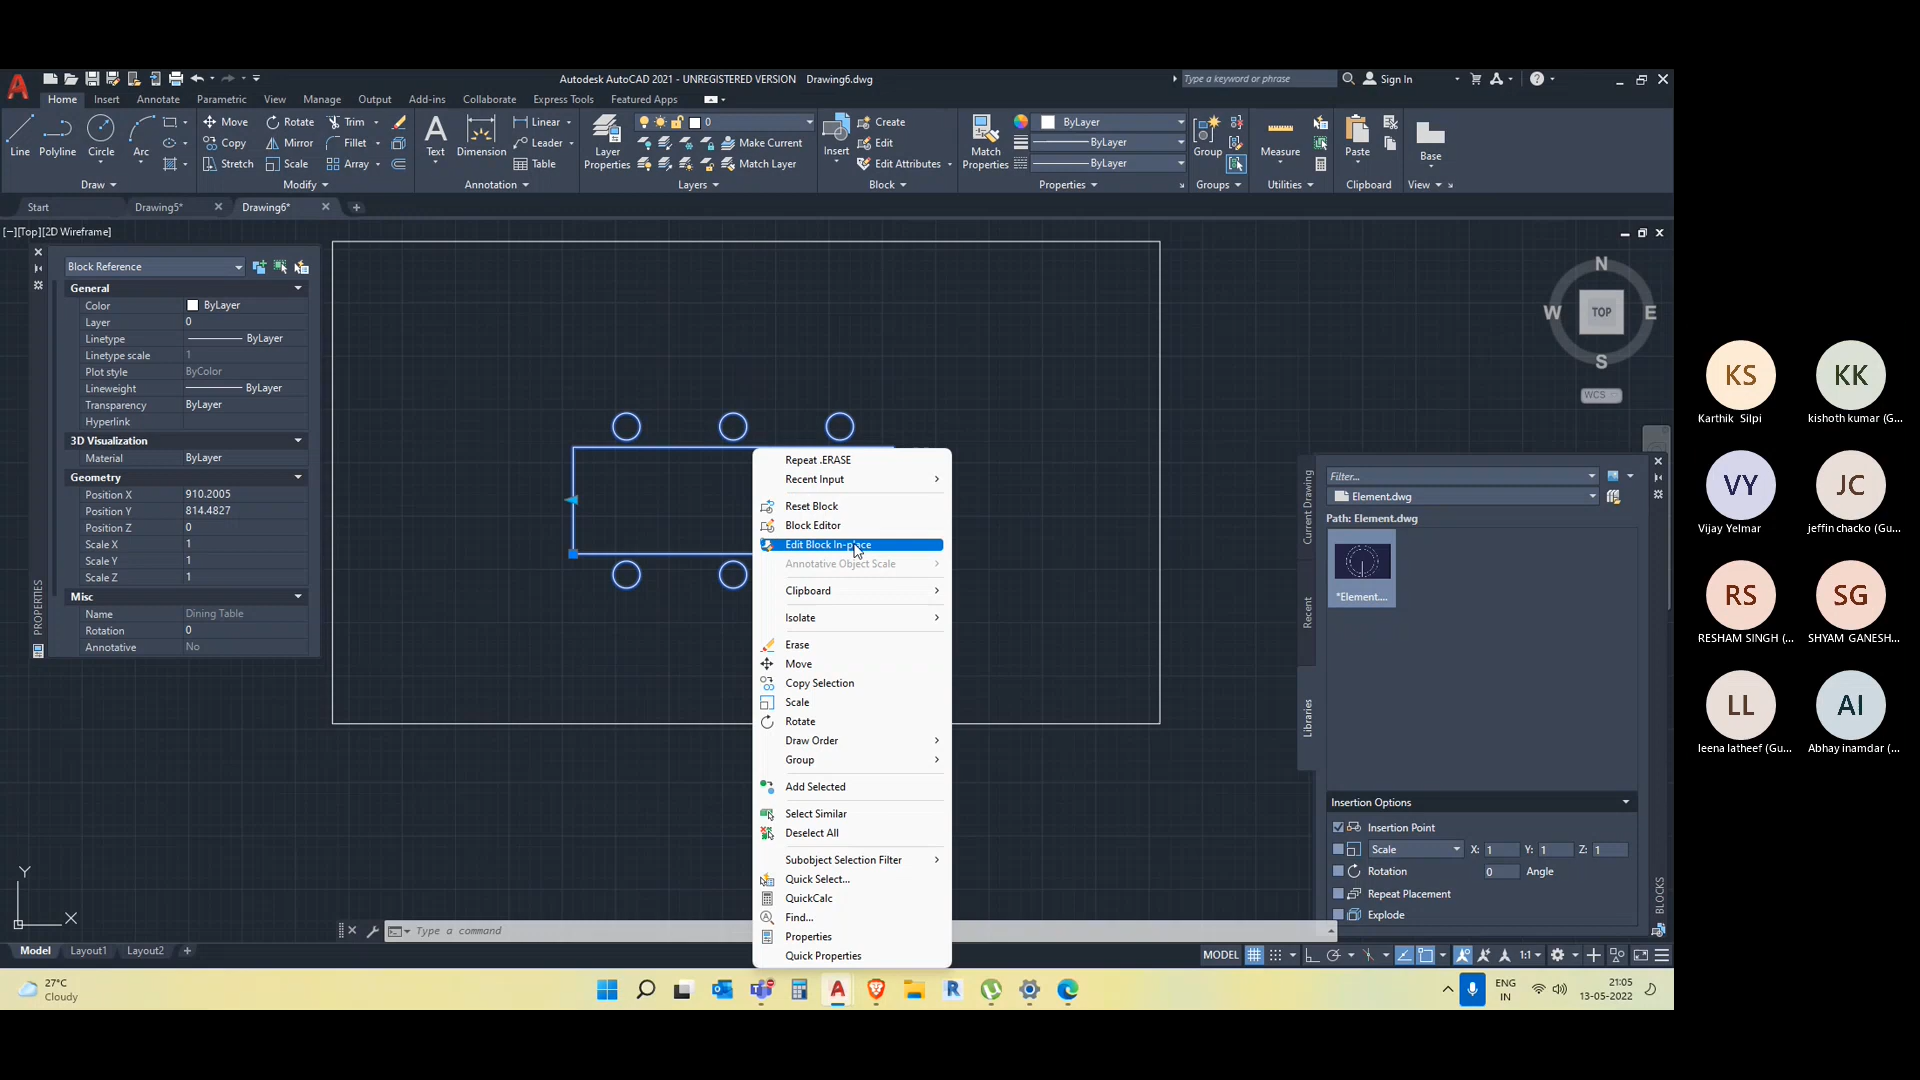 Autodesk AutoCAD 2021 - UNREGISTERED VERSION Drawing6.dwg
Type a keyword or phrase
Sign In
Home Insert Annotate Parametric View Manage Output Add-ins Collaborate Express Tools Featured Apps
Line Polyline Circle Arc
Move Rotate Trim
Copy Mirror Fillet
Stretch Scale Array
Text Dimension
Linear
Leader
Table
Layer Properties
0
Make Current
Match Layer
Insert
Create
Edit
Edit Attributes
Match Properties
ByLayer
ByLayer
ByLayer
Group
Measure
Paste
Base
Draw Modify Annotation Layers Block Properties Groups Utilities Clipboard View
Start Drawing5* Drawing6*
[−][Top][2D Wireframe]
Block Reference
General
Color ByLayer
Layer 0
Linetype ByLayer
Linetype scale 1
Plot style ByColor
Lineweight ByLayer
Transparency ByLayer
Hyperlink
3D Visualization
Material ByLayer
Geometry
Position X 910.2005
Position Y 814.4827
Position Z 0
Scale X 1
Scale Y 1
Scale Z 1
Misc
Name Dining Table
Rotation 0
Annotative No
PROPERTIES
Repeat .ERASE
Recent Input
Reset Block
Block Editor
Edit Block In-place
Annotative Object Scale
Clipboard
Isolate
Erase
Move
Copy Selection
Scale
Rotate
Draw Order
Group
Add Selected
Select Similar
Deselect All
Subobject Selection Filter
Quick Select...
QuickCalc
Find...
Properties
Quick Properties
N
W TOP E
S
WCS
Filter...
Element.dwg
Path: Element.dwg
*Element....
Current Drawing
Recent
Libraries
Insertion Options
Insertion Point
Scale X: 1 Y: 1 Z: 1
Rotation 0 Angle
Repeat Placement
Explode
BLOCKS
Y
X
Type a command
Model Layout1 Layout2
MODEL
1:1
27°C
Cloudy
ENG
IN
21:05
13-05-2022
KS
Karthik Silpi
KK
kishoth kumar (G...
VY
Vijay Yelmar
JC
jeffin chacko (Gu...
RS
RESHAM SINGH (...
SG
SHYAM GANESH...
LL
leena latheef (Gu...
AI
Abhay inamdar (...